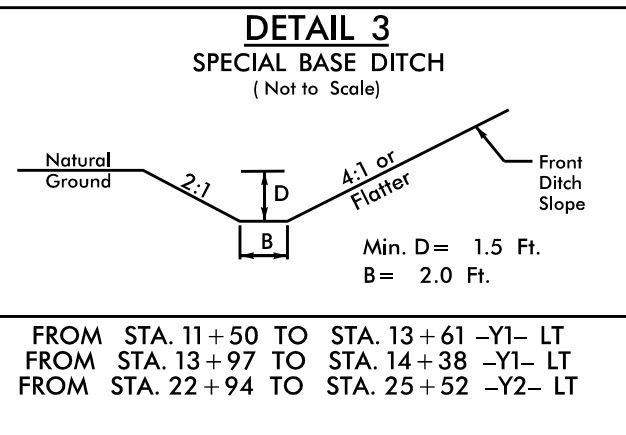 DETAIL 3
SPECIAL BASE DITCH
( Not to Scale)
Natural
Ground
2:1
D
4:1 or
Flatter
Front
Ditch
Slope
B
Min. D= 1.5 Ft.
B= 2.0 Ft.
FROM STA. 11+50 TO STA. 13+61 -Y1- LT
FROM STA. 13+97 TO STA. 14+38 -Y1- LT
FROM STA. 22+94 TO STA. 25+52 -Y2- LT